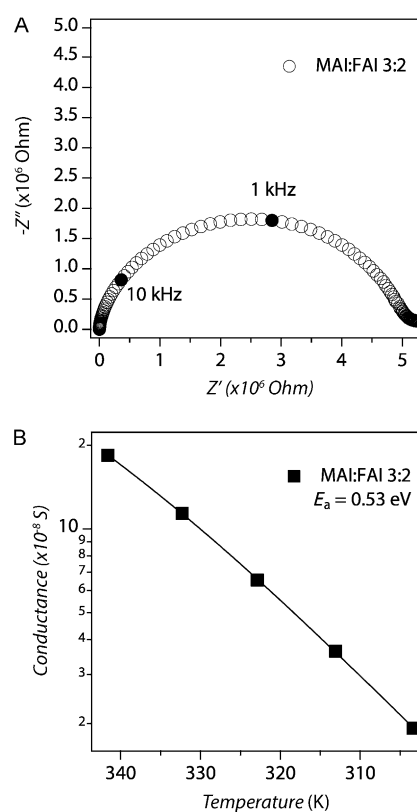 A
5.0
4.5
4.0
3.5
3.0
2.5
2.0
1.5
1.0
0.5
0.0
-Z″ (x10⁶ Ohm)
MAI:FAI 3:2
1 kHz
10 kHz
0 1 2 3 4 5
Z′ (x10⁶ Ohm)
B
2
10
9
8
7
6
5
4
3
2
Conductance (x10⁻⁸ S)
MAI:FAI 3:2
Eₐ = 0.53 eV
340 330 320 310
Temperature (K)